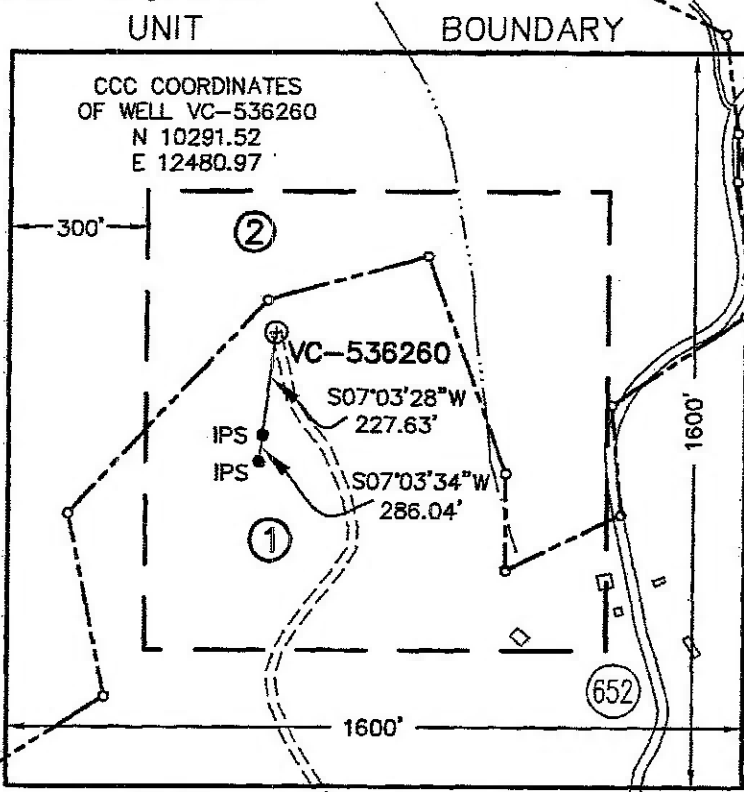 UNIT BOUNDARY
CCC COORDINATES
OF WELL VC-536260
N 10291.52
E 12480.97
300'
2
VC-536260
S07°03'28"W
227.63'
IPS
IPS
S07°03'34"W
286.04'
1
1600'
652
1600'